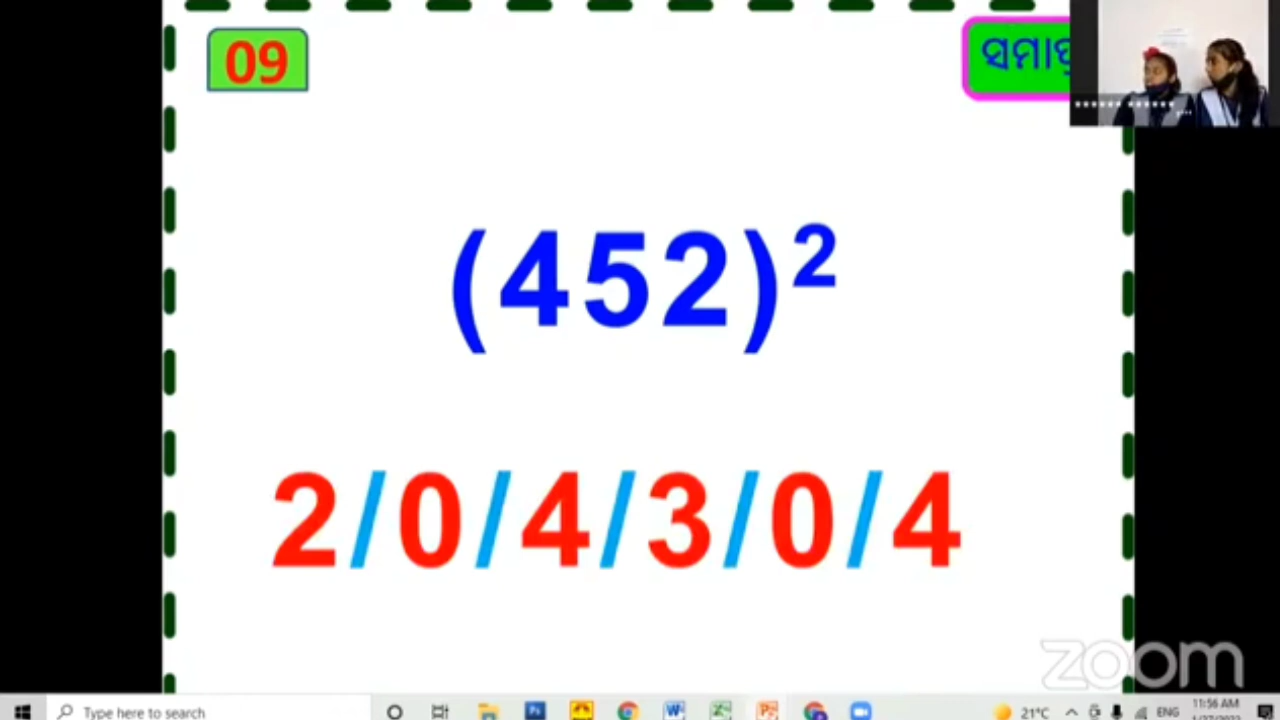 09
(452)²
2/0/4/3/0/4
zoom
Type here to search
21°C
ENG
11:56 AM